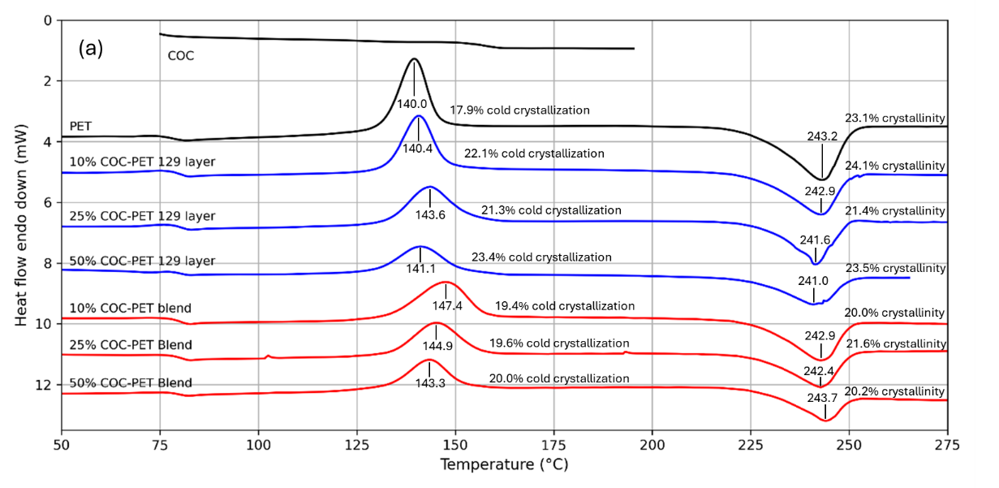 (a)
0
2
4
6
8
10
12
Heat flow endo down (mW)
COC
140.0
17.9% cold crystallization
23.1% crystallinity
PET
243.2
140.4
22.1% cold crystallization
10% COC-PET 129 layer
24.1% crystallinity
242.9
143.6
21.3% cold crystallization
25% COC-PET 129 layer
21.4% crystallinity
241.6
50% COC-PET 129 layer
141.1
23.4% cold crystallization
23.5% crystallinity
241.0
10% COC-PET blend
147.4
19.4% cold crystallization
20.0% crystallinity
242.9
25% COC-PET Blend
144.9
19.6% cold crystallization
21.6% crystallinity
242.4
50% COC-PET Blend
143.3
20.0% cold crystallization
20.2% crystallinity
243.7
50 75 100 125 150 175 200 225 250 275
Temperature (°C)